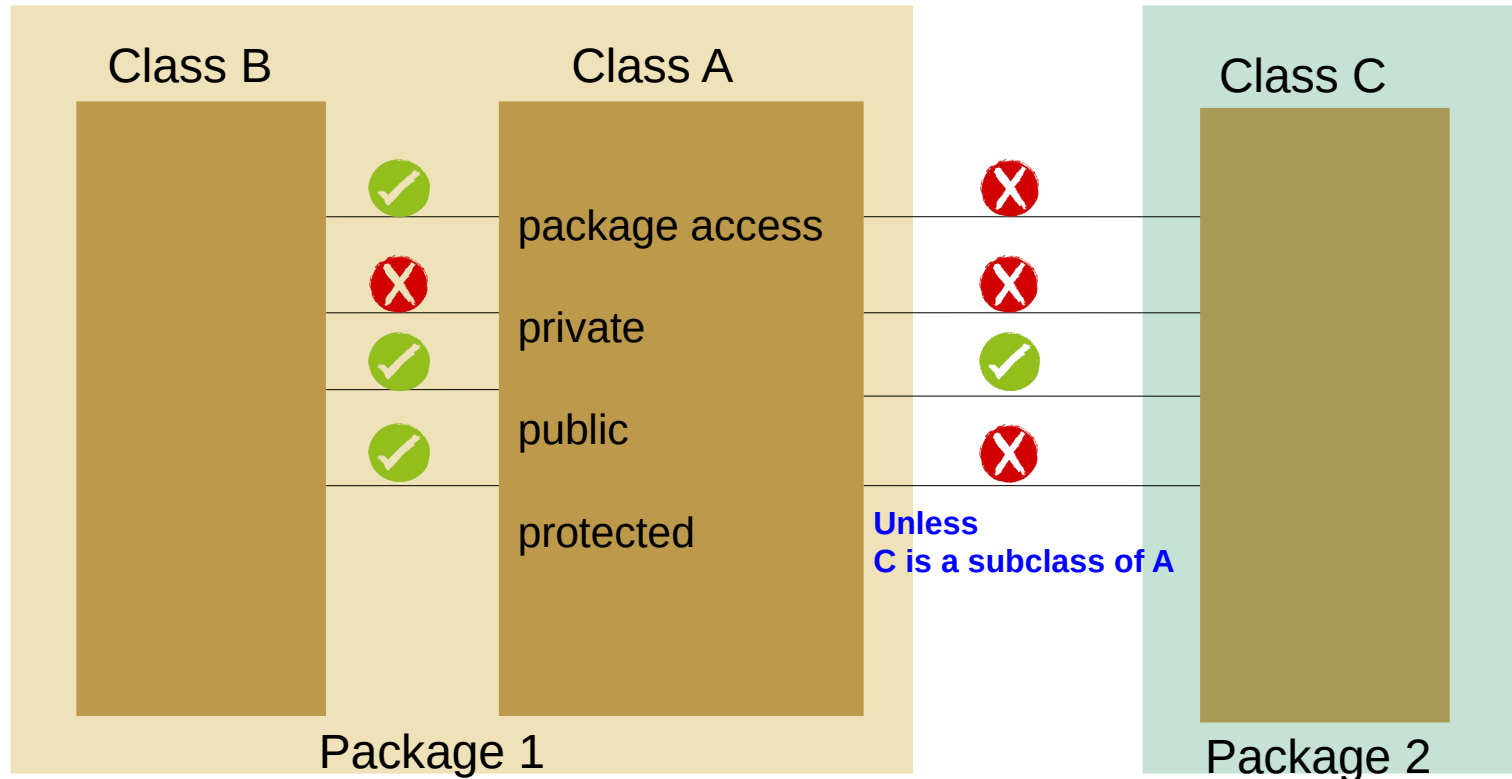 Class B
Class A
Class C
package access
private
public
protected
Unless
C is a subclass of A
Package 1
Package 2